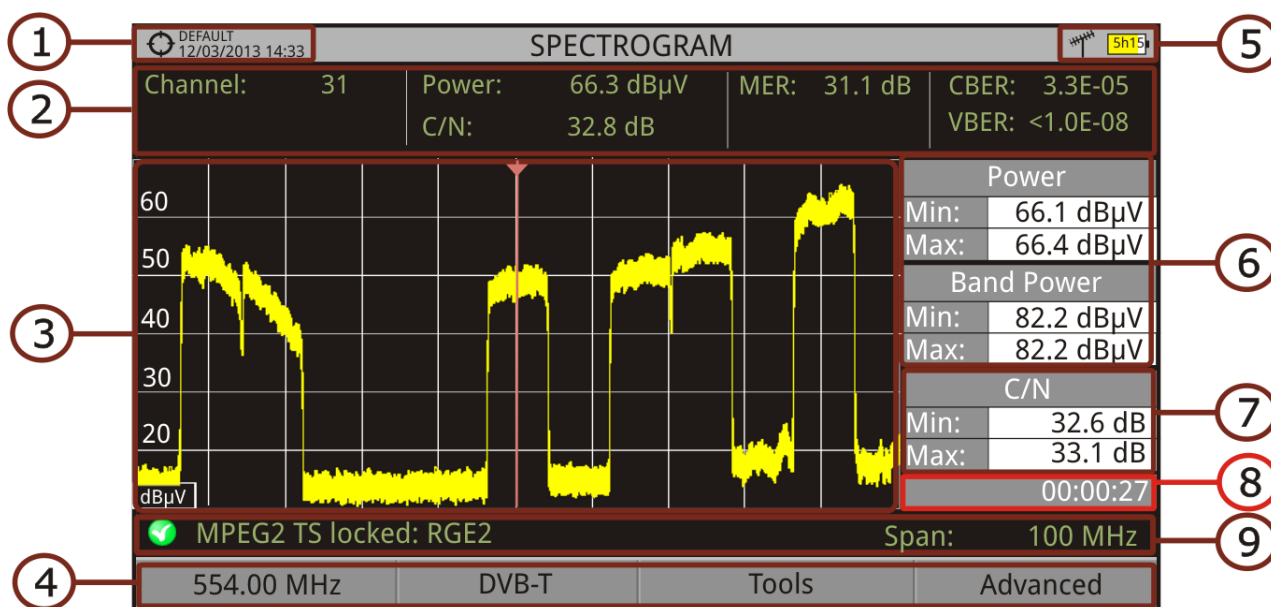 1
DEFAULT
12/03/2013 14:33
SPECTROGRAM
5h15
5
2
Channel: 31
Power: 66.3 dBµV
C/N: 32.8 dB
MER: 31.1 dB
CBER: 3.3E-05
VBER: <1.0E-08
3
60
50
40
30
20
dBµV
Power
Min: 66.1 dBµV
Max: 66.4 dBµV
Band Power
Min: 82.2 dBµV
Max: 82.2 dBµV
6
C/N
Min: 32.6 dB
Max: 33.1 dB
7
00:00:27
8
MPEG2 TS locked: RGE2
Span: 100 MHz
9
4
554.00 MHz
DVB-T
Tools
Advanced